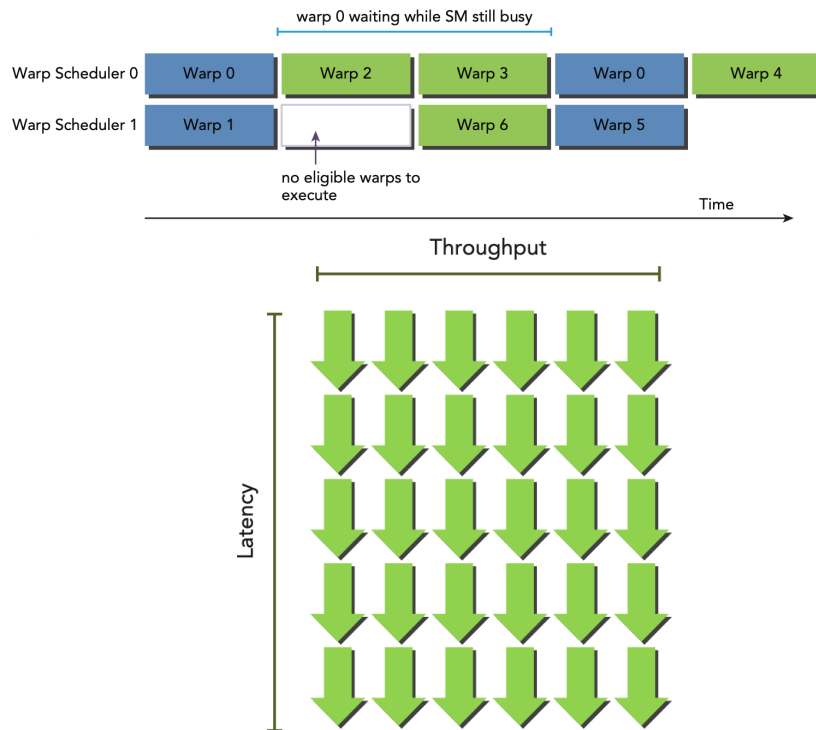 warp 0 waiting while SM still busy
Warp Scheduler 0 Warp 0 Warp 2 Warp 3 Warp 0 Warp 4
Warp Scheduler 1 Warp 1 Warp 6 Warp 5
no eligible warps to
execute
Time
Throughput
Latency